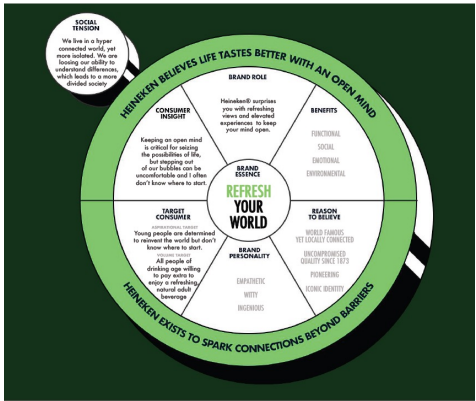 SOCIAL
TENSION
We live in a hyper
connected world, yet
more isolated. We are
loosing our ability to
understand differences,
which leads to a more
divided society
HEINEKEN BELIEVES LIFE TASTES BETTER WITH AN OPEN MIND
BRAND ROLE
Heineken® surprises
you with refreshing
views and elevated
experiences to keep
your mind open.
CONSUMER
INSIGHT
Keeping an open mind
is critical for seizing
the possibilities of life,
but stepping out
of our bubbles can be
uncomfortable and I often
don't know where to start.
BENEFITS
FUNCTIONAL
SOCIAL
EMOTIONAL
ENVIRONMENTAL
BRAND
ESSENCE
REFRESH
YOUR
WORLD
TARGET
CONSUMER
ASPIRATIONAL TARGET
Young people are determined
to reinvent the world but don't
know where to start.
VOLUME TARGET
All people of
drinking age willing
to pay extra to
enjoy a refreshing,
natural adult
beverage
BRAND
PERSONALITY
EMPATHETIC
WITTY
INGENIOUS
REASON
TO BELIEVE
WORLD FAMOUS
YET LOCALLY CONNECTED
UNCOMPROMISED
QUALITY SINCE 1873
PIONEERING
ICONIC IDENTITY
HEINEKEN EXISTS TO SPARK CONNECTIONS BEYOND BARRIERS